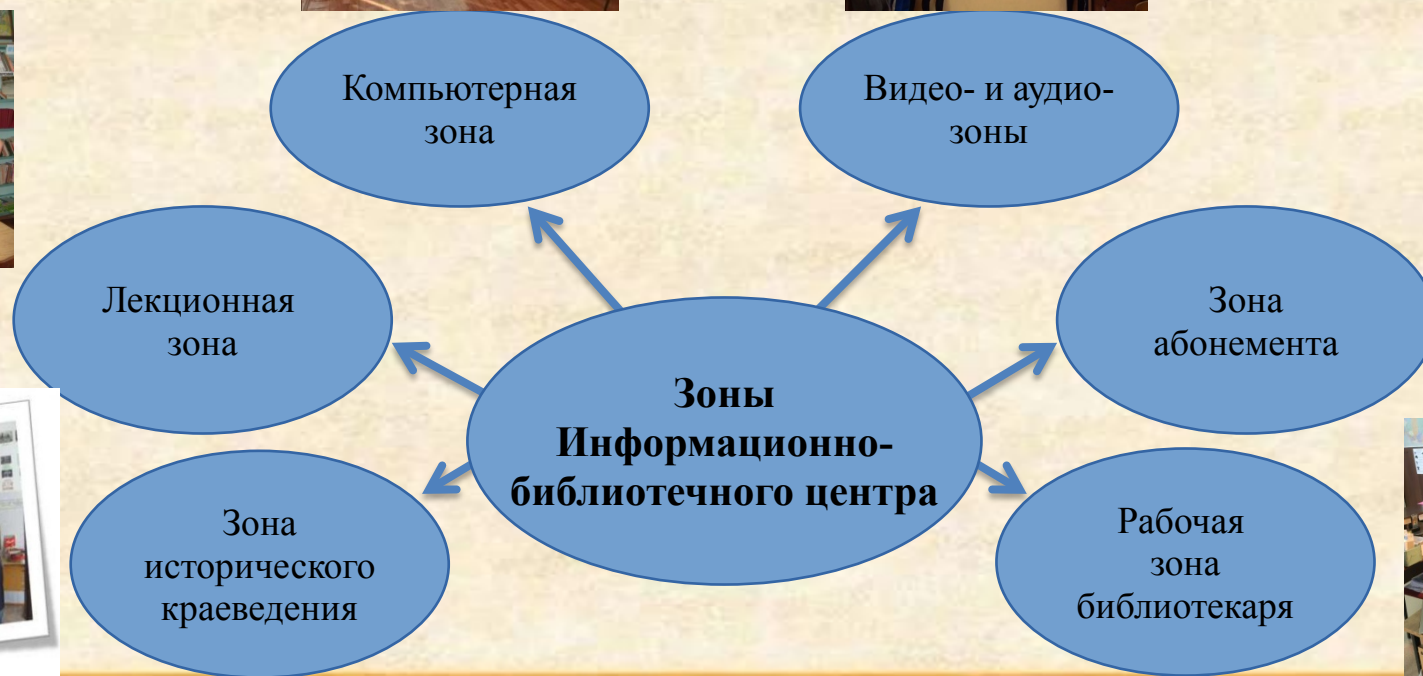 Компьютерная
зона
Видео- и аудио-
зоны
Лекционная
зона
Зона
абонемента
Зоны
Информационно-
библиотечного центра
Зона
исторического
краеведения
Рабочая
зона
библиотекаря